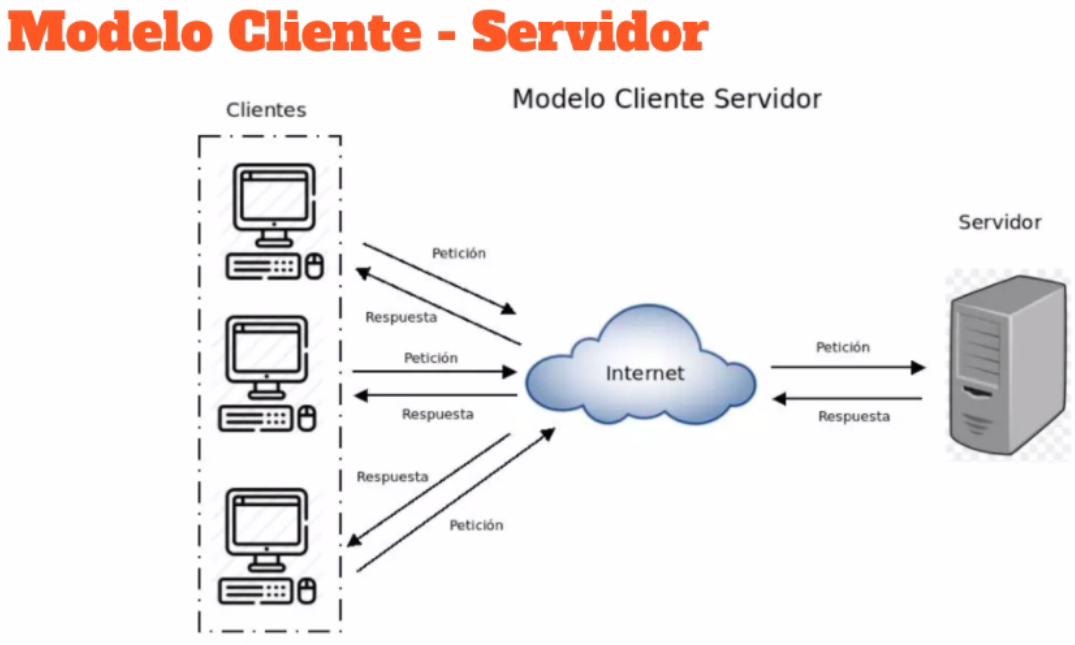 Modelo Cliente - Servidor
Modelo Cliente Servidor
Clientes
Servidor
Petición
Respuesta
Petición
Respuesta
Respuesta
Petición
Internet
Petición
Respuesta